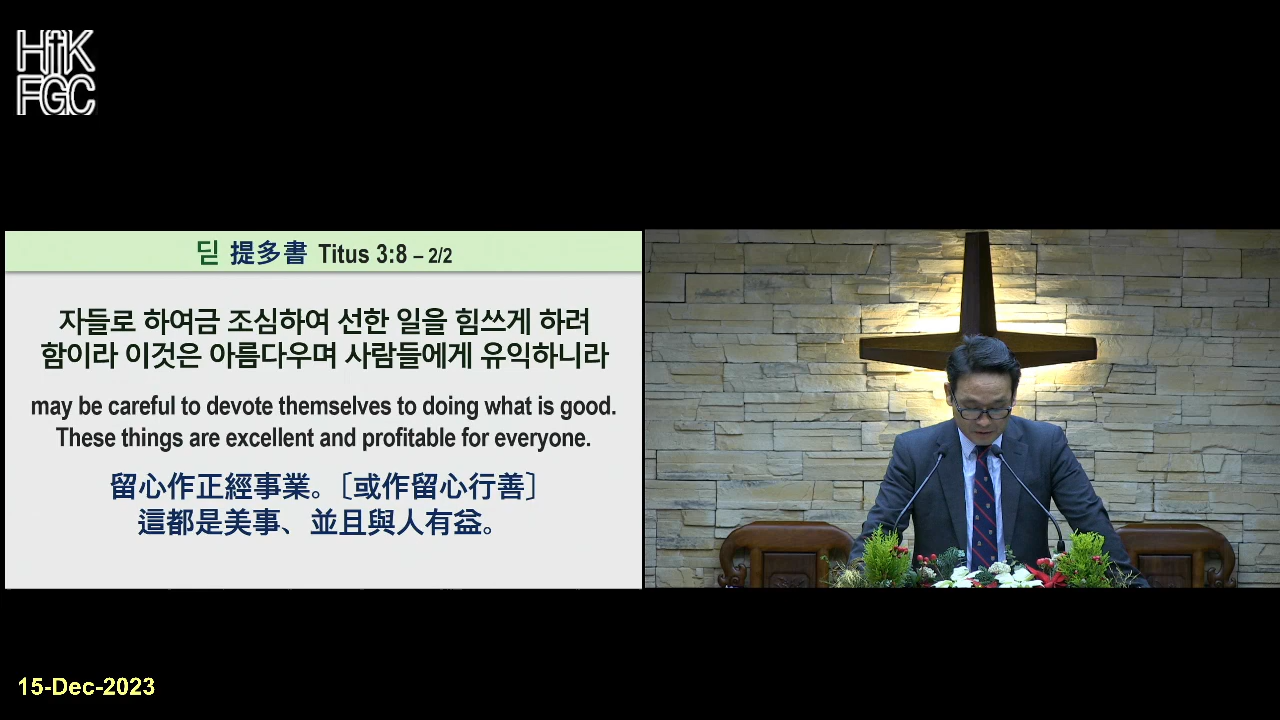 HfK
FGC
딛 提多書 Titus 3:8 – 2/2
자들로 하여금 조심하여 선한 일을 힘쓰게 하려
함이라 이것은 아름다우며 사람들에게 유익하니라
may be careful to devote themselves to doing what is good.
These things are excellent and profitable for everyone.
留心作正經事業。〔或作留心行善〕
這都是美事、並且與人有益。
15-Dec-2023